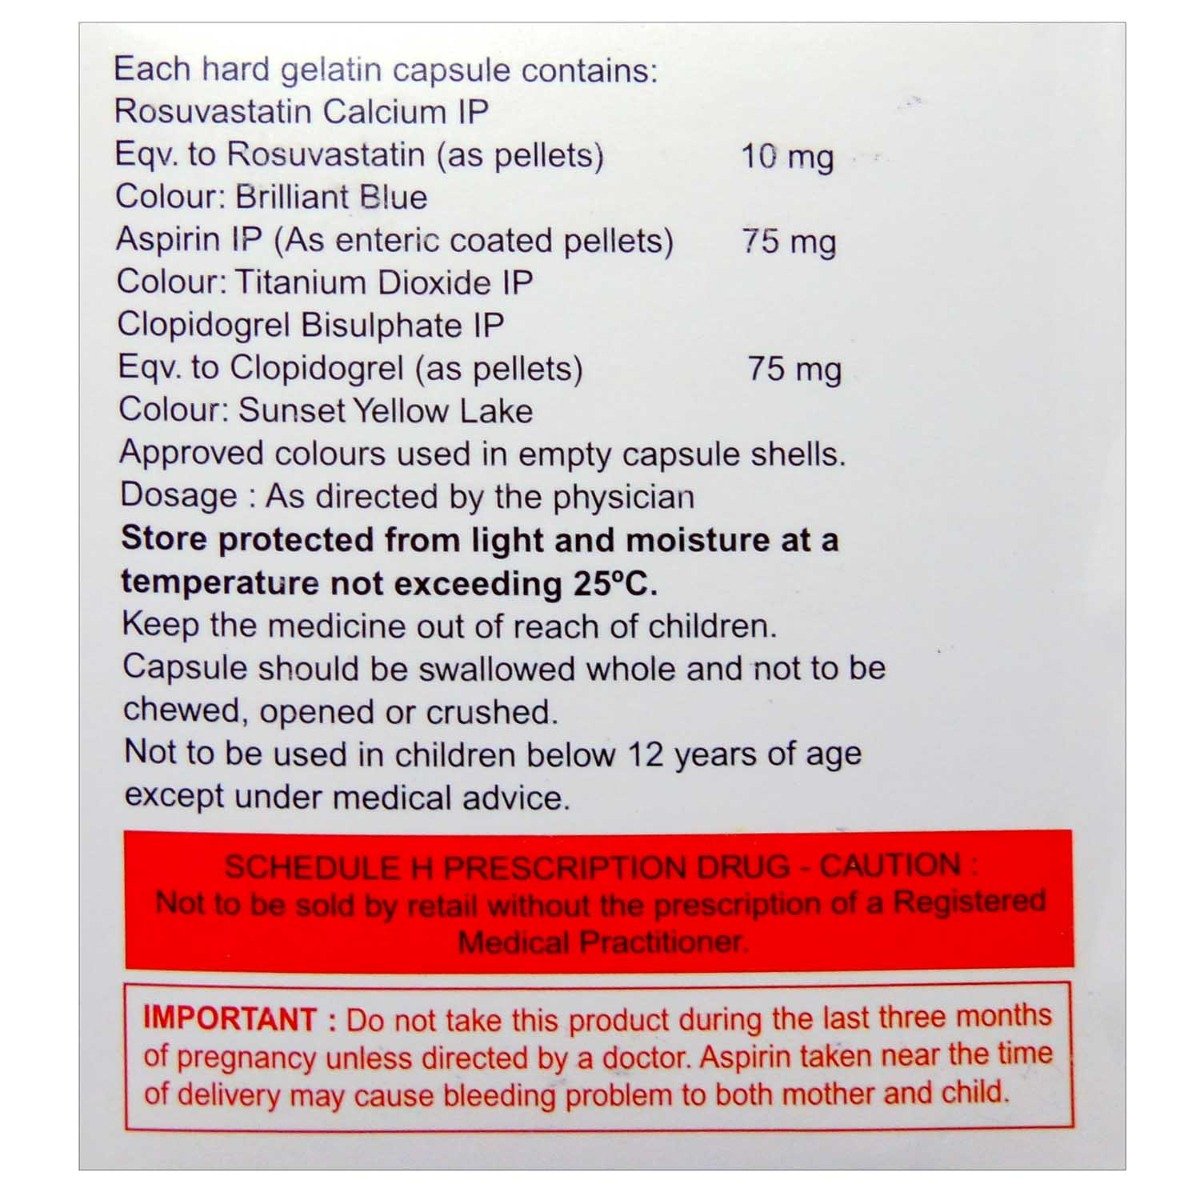 Each hard gelatin capsule contains:
Rosuvastatin Calcium IP
Eqv. to Rosuvastatin (as pellets) 10 mg
Colour: Brilliant Blue
Aspirin IP (As enteric coated pellets) 75 mg
Colour: Titanium Dioxide IP
Clopidogrel Bisulphate IP
Eqv. to Clopidogrel (as pellets) 75 mg
Colour: Sunset Yellow Lake
Approved colours used in empty capsule shells.
Dosage : As directed by the physician
Store protected from light and moisture at a
temperature not exceeding 25ºC.
Keep the medicine out of reach of children.
Capsule should be swallowed whole and not to be
chewed, opened or crushed.
Not to be used in children below 12 years of age
except under medical advice.
SCHEDULE H PRESCRIPTION DRUG - CAUTION :
Not to be sold by retail without the prescription of a Registered
Medical Practitioner.
IMPORTANT : Do not take this product during the last three months
of pregnancy unless directed by a doctor. Aspirin taken near the time
of delivery may cause bleeding problem to both mother and child.